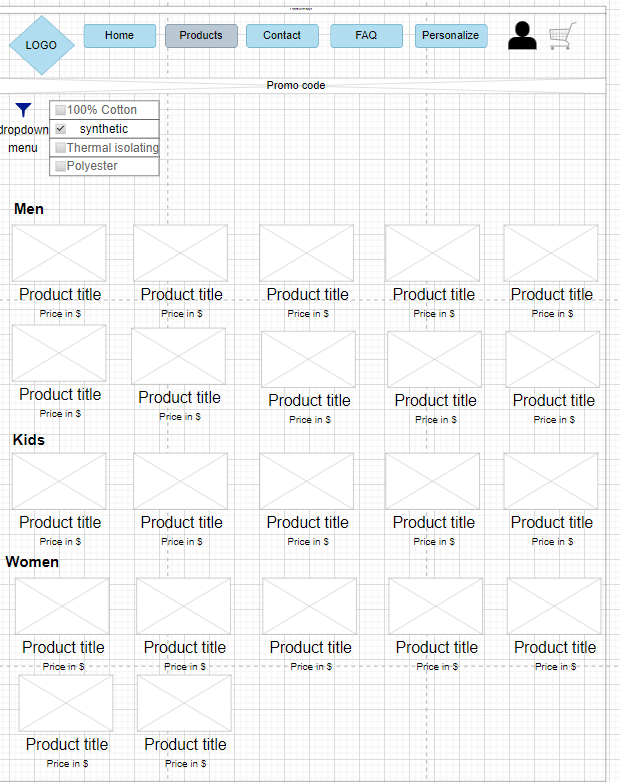 LOGO
Home
Products
Contact
FAQ
Personalize
Promo code
dropdown
menu
100% Cotton
synthetic
Thermal isolating
Polyester
Men
Product title
Product title
Product title
Product title
Product title
Price in $
Price in $
Price in $
Price in $
Price in $
Product title
Product title
Product title
Product title
Product title
Price in $
Price in $
Price in $
Price in $
Price in $
Kids
Product title
Product title
Product title
Product title
Product title
Price in $
Price in $
Price in $
Price in $
Price in $
Women
Product title
Product title
Product title
Product title
Product title
Price in $
Price in $
Price in $
Price in $
Price in $
Product title
Product title
Price in $
Price in $